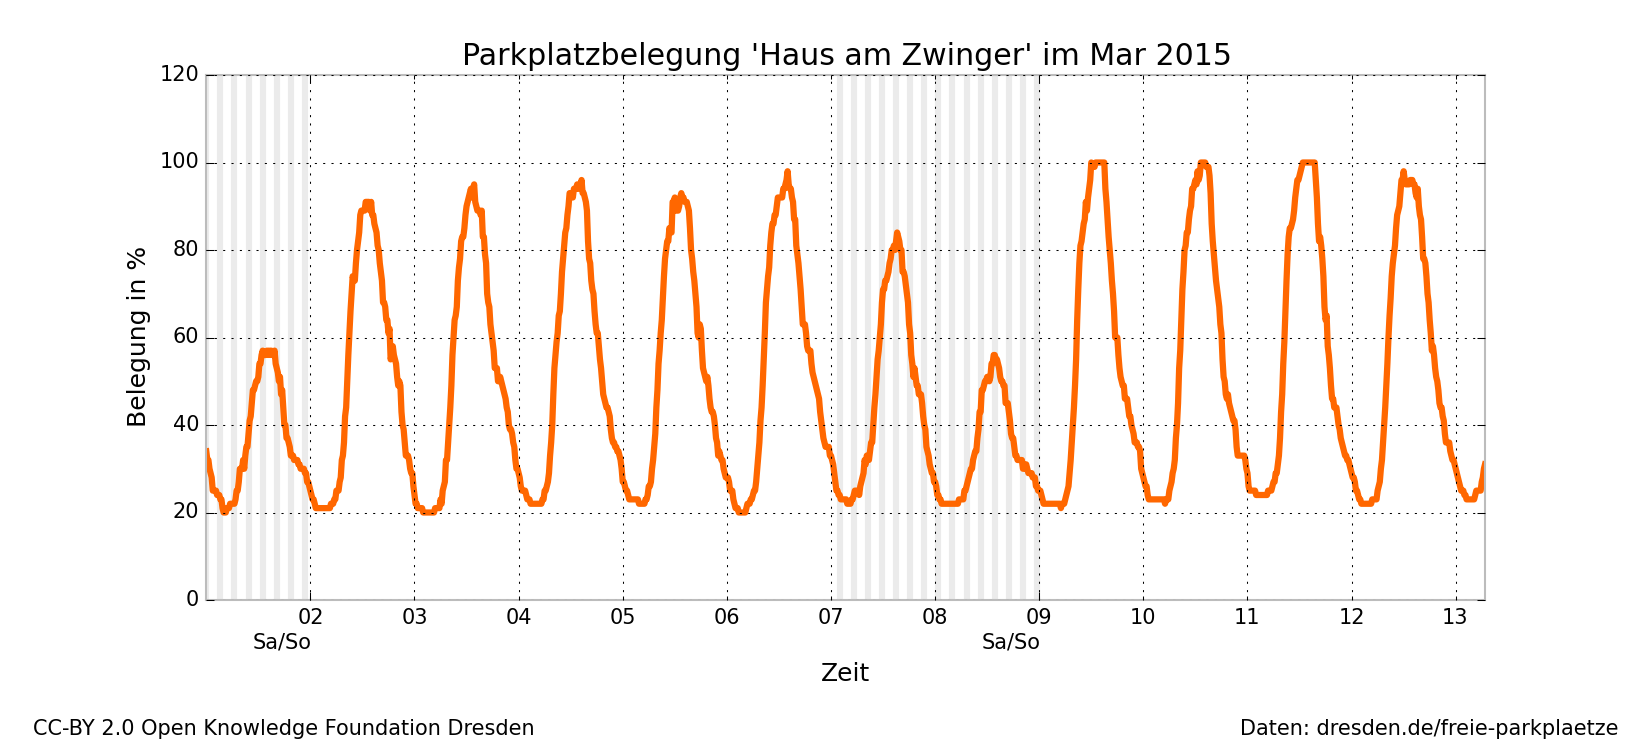 Parkplatzbelegung 'Haus am Zwinger' im Mar 2015
120
100
80
60
40
20
0
Belegung in %
02 03 04 05 06 07 08 09 10 11 12 13
Sa/So Sa/So
Zeit
CC-BY 2.0 Open Knowledge Foundation Dresden
Daten: dresden.de/freie-parkplaetze